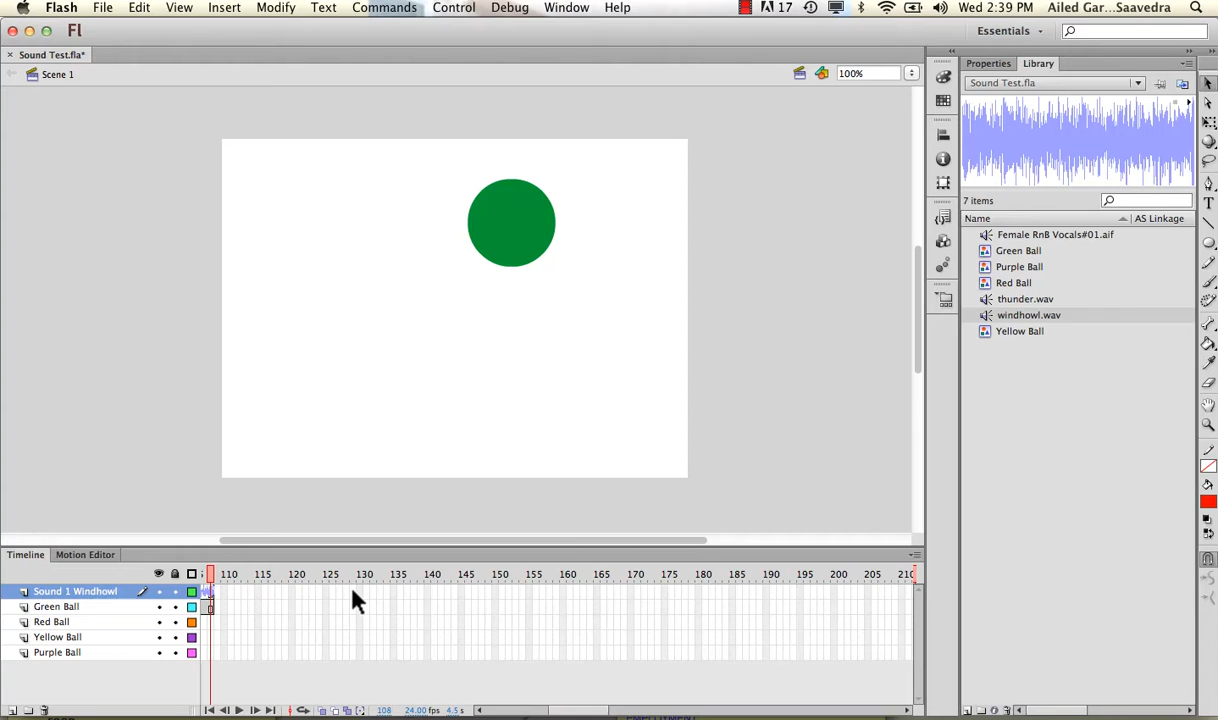 Flash File Edit View Insert Modify Text Commands Control Debug Window Help 17 Wed 2:39 PM Ailed Gar...Saavedra
Fl Essentials
Sound Test.fla*
Scene 1 100%
Properties Library
Sound Test.fla
7 items
Name AS Linkage
Female RnB Vocals#01.aif
Green Ball
Purple Ball
Red Ball
thunder.wav
windhowl.wav
Yellow Ball
Timeline Motion Editor
110 115 120 125 130 135 140 145 150 155 160 165 170 175 180 185 190 195 200 205 210
Sound 1 Windhowl
Green Ball
Red Ball
Yellow Ball
Purple Ball
108 24.00 fps 4.5 s